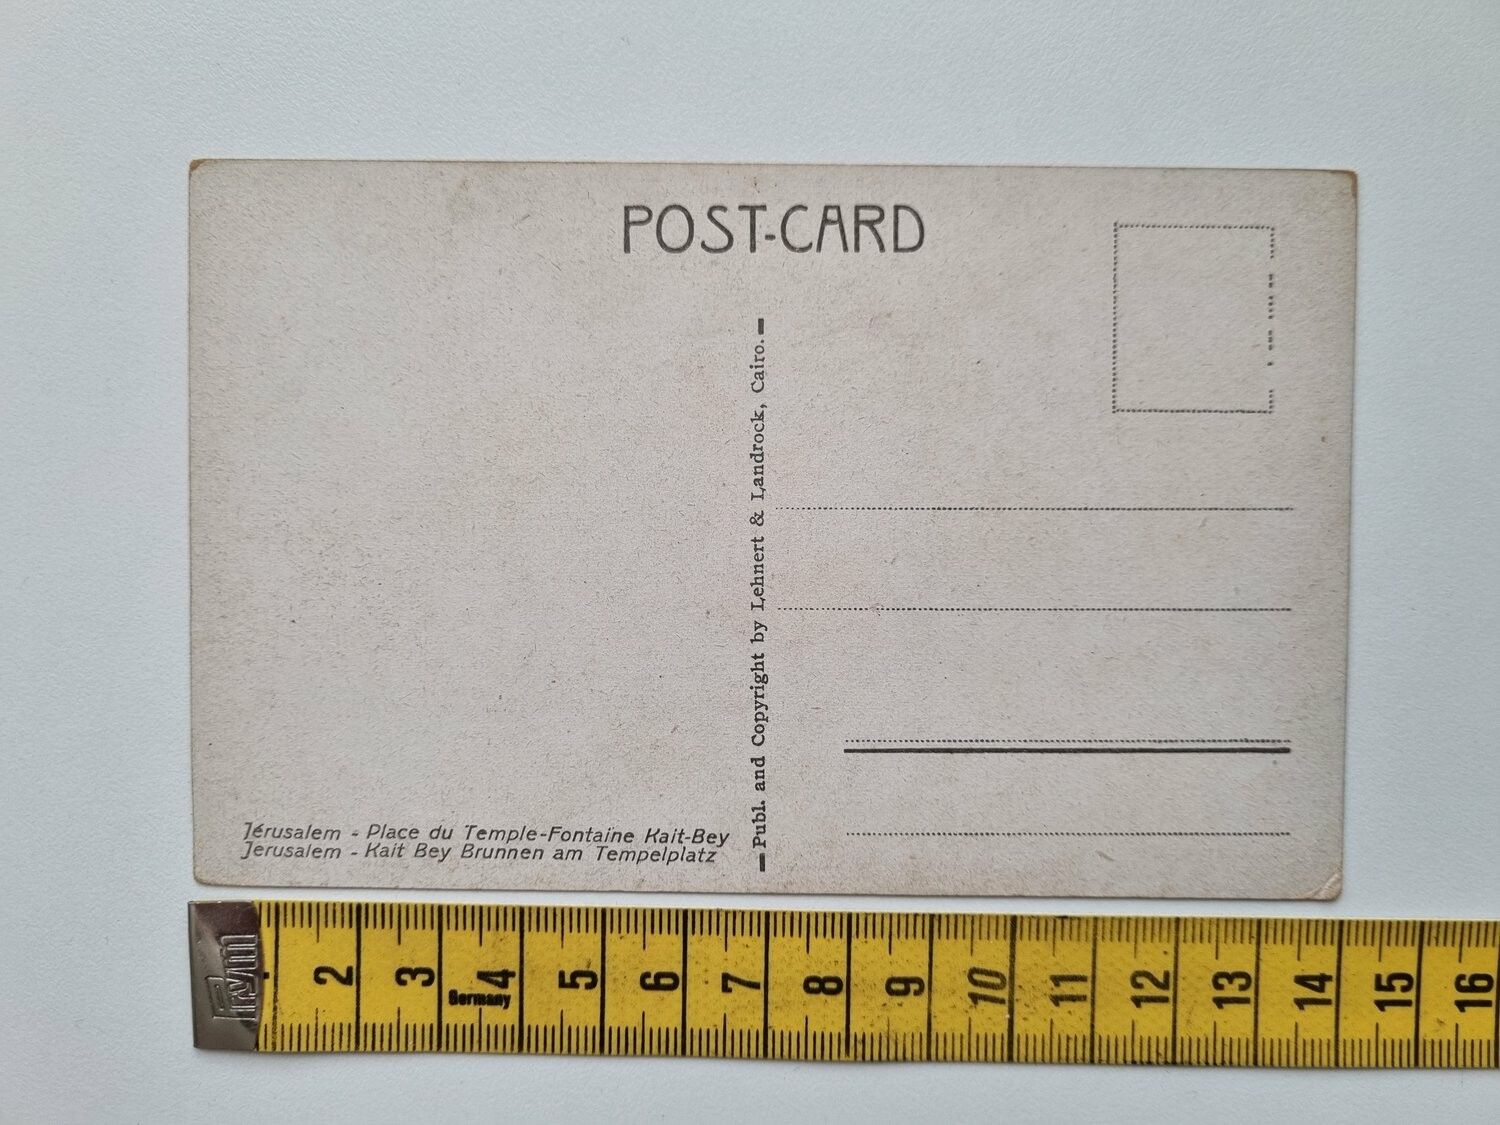 POST-CARD
Publ. and Copyright by Lehnert & Landrock, Cairo.
Jérusalem - Place du Temple-Fontaine Kait-Bey
Jerusalem - Kait Bey Brunnen am Tempelplatz
Prym
2 3 4 5 6 7 8 9 10 11 12 13 14 15 16
Germany